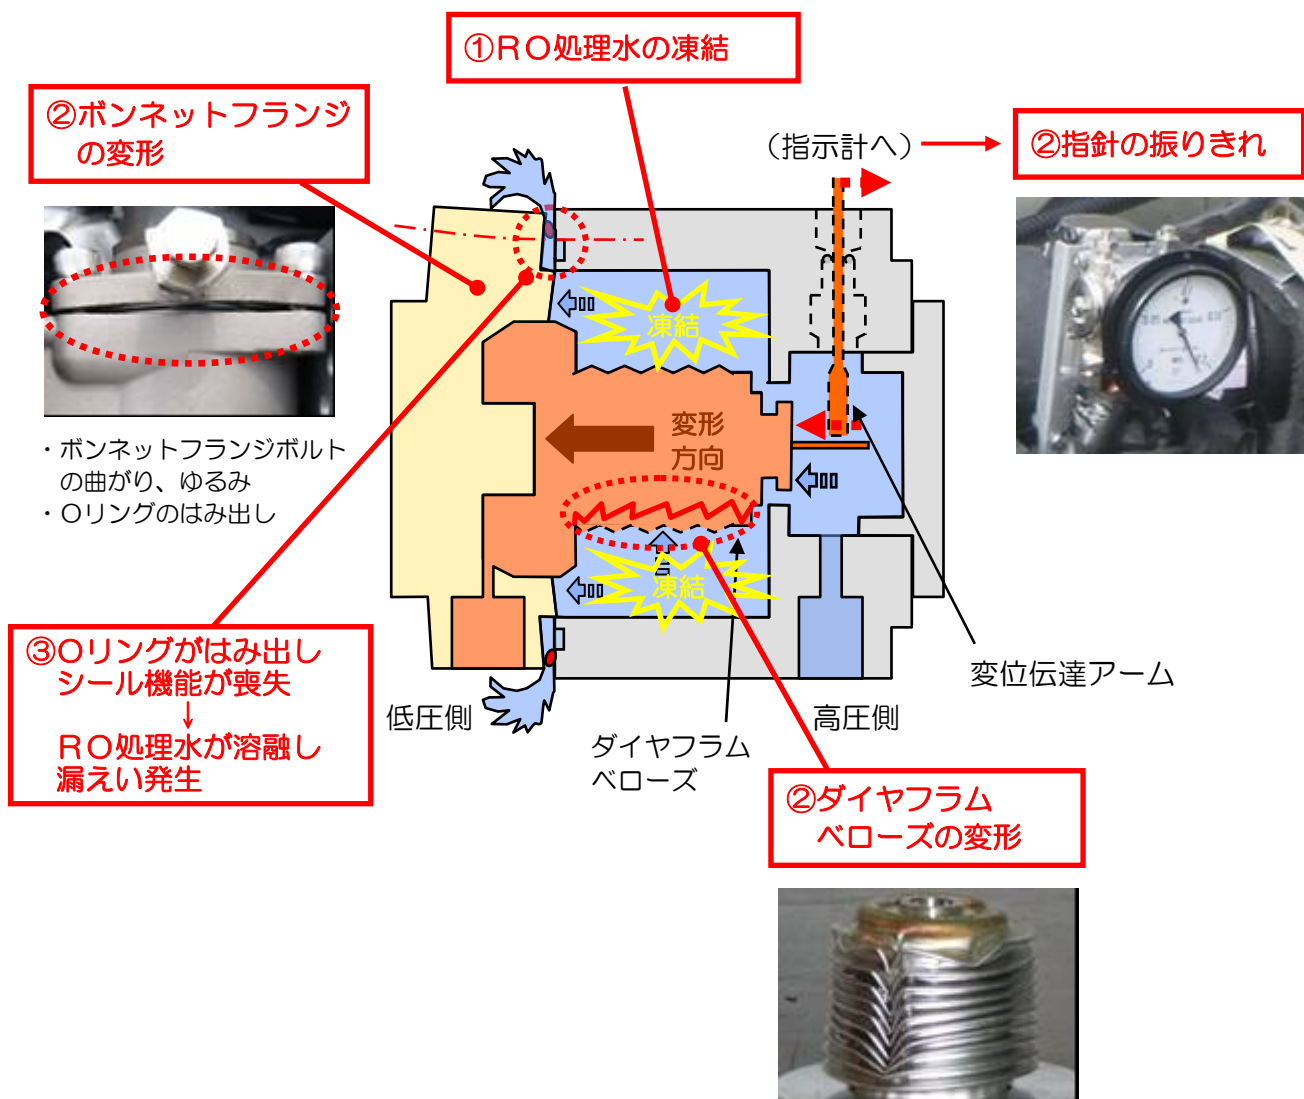 ①ＲＯ処理水の凍結
②ボンネットフランジ
の変形
（指示計へ）
②指針の振りきれ
凍結
変形
方向
・ボンネットフランジボルト
の曲がり、ゆるみ
・Ｏリングのはみ出し
凍結
③Ｏリングがはみ出し
シール機能が喪失
↓
ＲＯ処理水が溶融し
漏えい発生
変位伝達アーム
低圧側
高圧側
ダイヤフラム
ベローズ
②ダイヤフラム
ベローズの変形